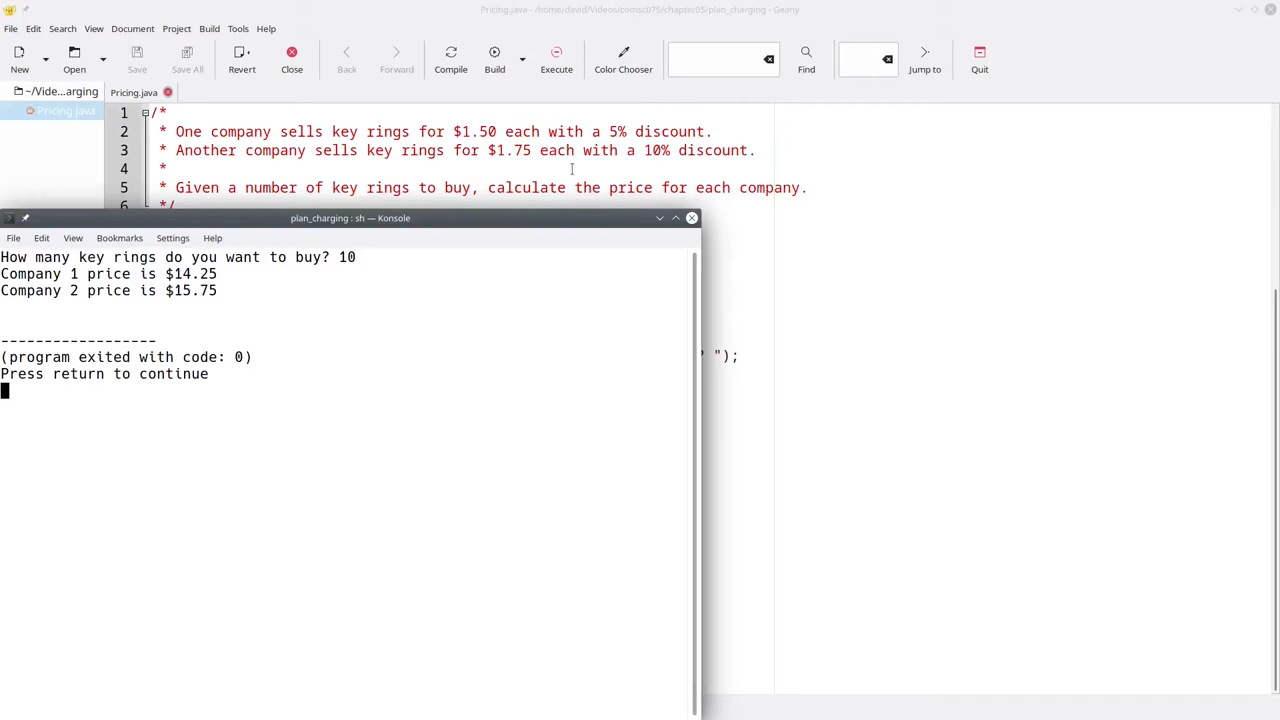 Pricing.java - /home/david/Videos/comsc075/chapter05/plan_charging - Geany
File Edit Search View Document Project Build Tools Help
New Open Save Save All Revert Close Back Forward Compile Build Execute Color Chooser Find Jump to Quit
~/Vide...arging
Pricing.java
Pricing.java
1 /*
2 * One company sells key rings for $1.50 each with a 5% discount.
3 * Another company sells key rings for $1.75 each with a 10% discount.
4 *
5 * Given a number of key rings to buy, calculate the price for each company.
6 */
plan_charging : sh — Konsole
File Edit View Bookmarks Settings Help
How many key rings do you want to buy? 10
Company 1 price is $14.25
Company 2 price is $15.75
? ");
------------------
(program exited with code: 0)
Press return to continue